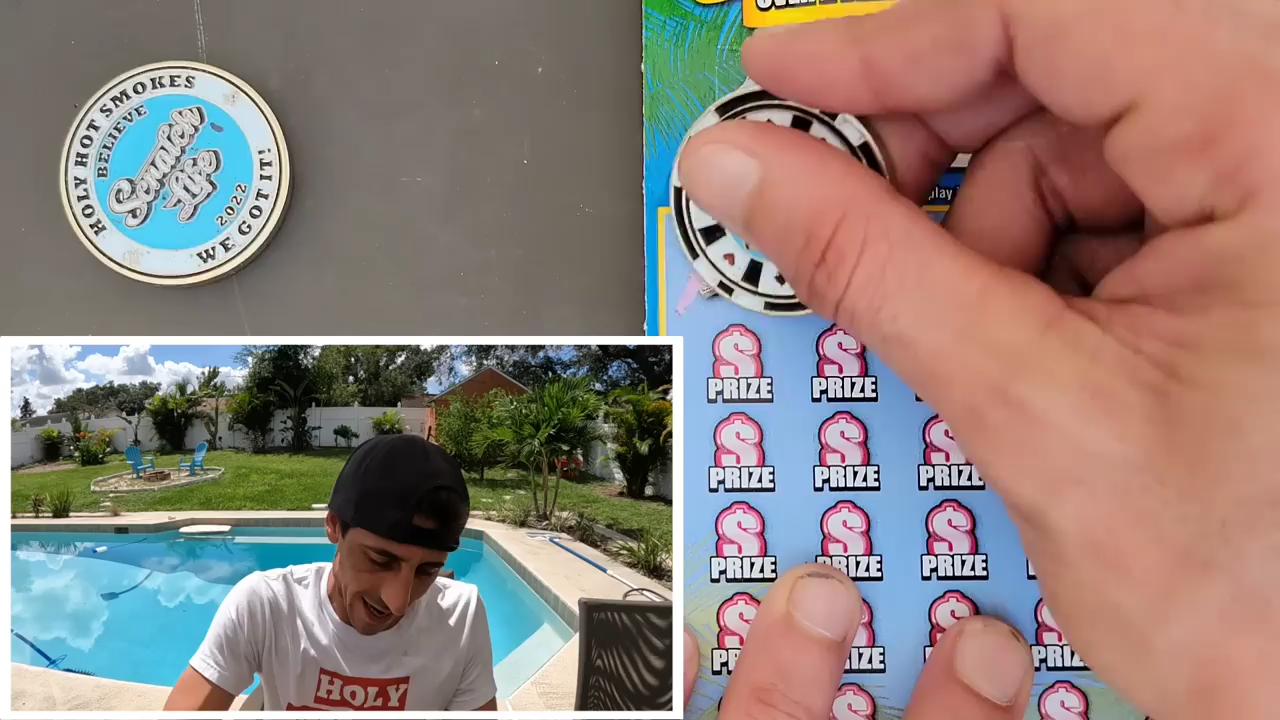 HOLY HOT SMOKES
BELIEVE
Scratch
Life
2022
WE GOT IT!
play
PRIZE PRIZE
PRIZE PRIZE PRIZE
PRIZE PRIZE PRIZE
HOLY